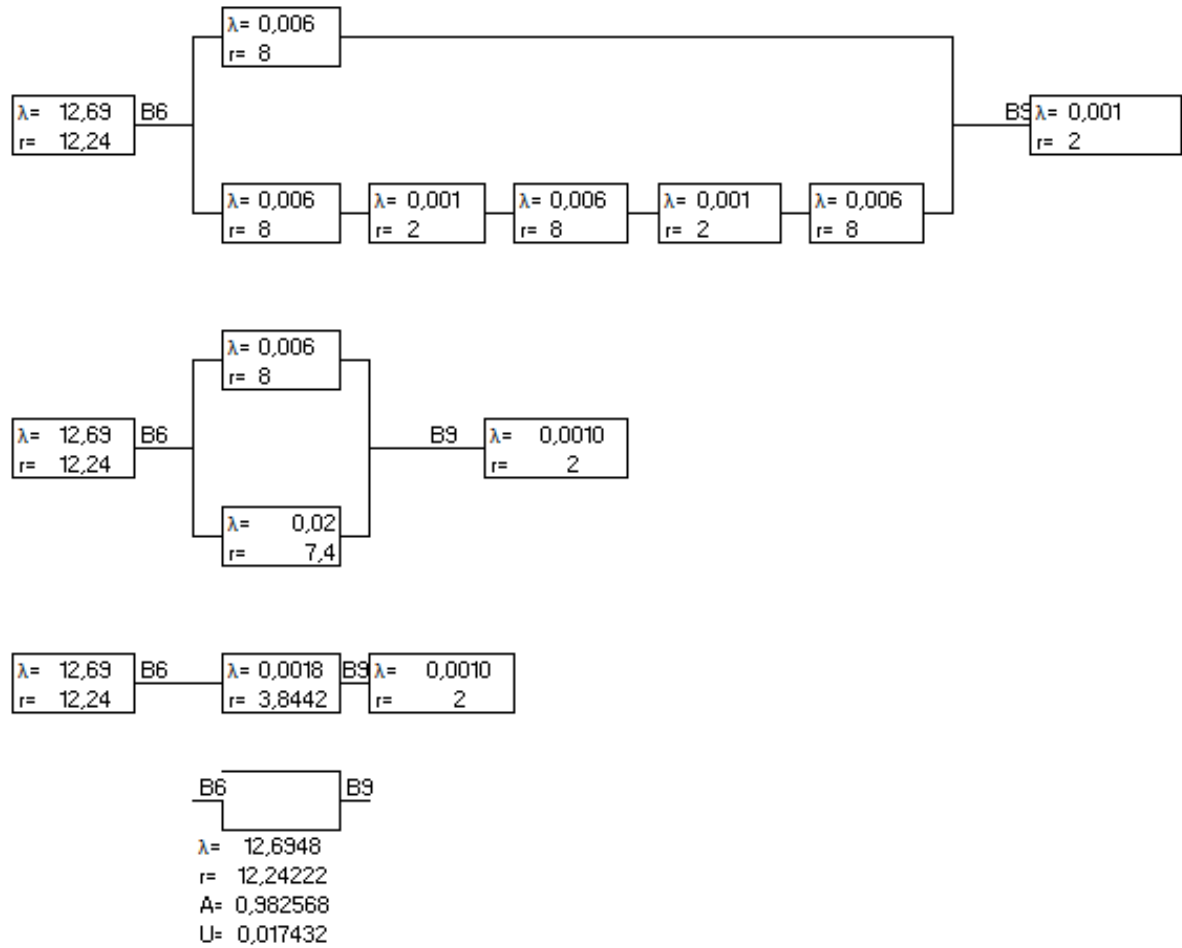 λ= 0,006
r= 8
λ= 12,69
r= 12,24
B6
B9
λ= 0,001
r= 2
λ= 0,006
r= 8
λ= 0,001
r= 2
λ= 0,006
r= 8
λ= 0,001
r= 2
λ= 0,006
r= 8
λ= 0,006
r= 8
λ= 12,69
r= 12,24
B6
B9
λ= 0,0010
r= 2
λ= 0,02
r= 7,4
λ= 12,69
r= 12,24
B6
λ= 0,0018
r= 3,8442
B9
λ= 0,0010
r= 2
B6
B9
λ= 12,6948
r= 12,24222
A= 0,982568
U= 0,017432